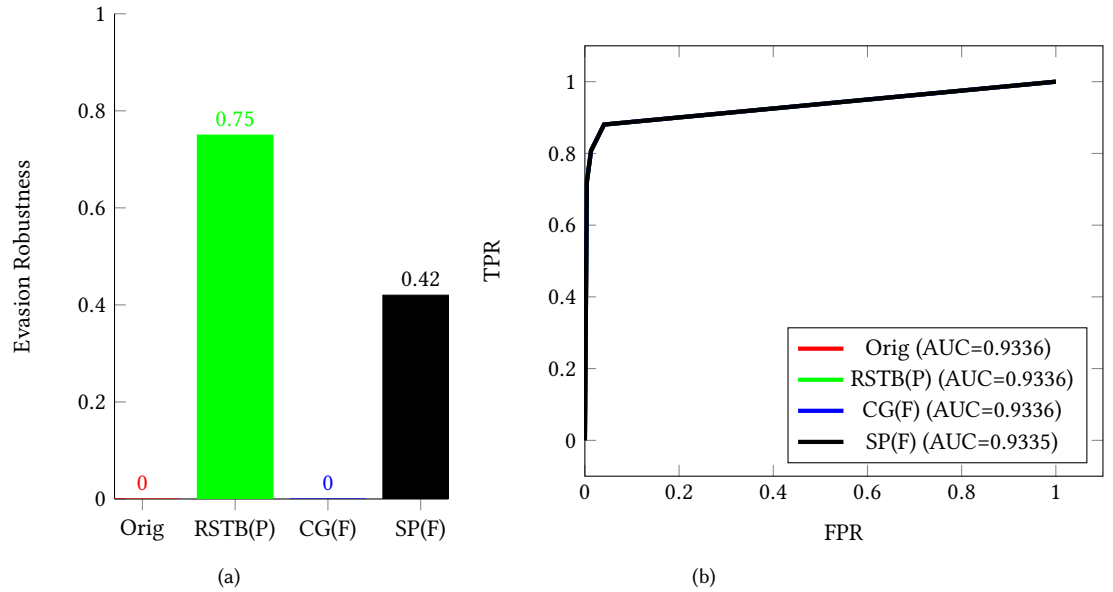 1
0.8
0.6
0.4
0.2
0
Evasion Robustness
0
0.75
0
0.42
Orig
RSTB(P)
CG(F)
SP(F)
(a)
1
0.8
0.6
0.4
0.2
0
TPR
0
0.2
0.4
0.6
0.8
1
FPR
Orig (AUC=0.9336)
RSTB(P) (AUC=0.9336)
CG(F) (AUC=0.9336)
SP(F) (AUC=0.9335)
(b)